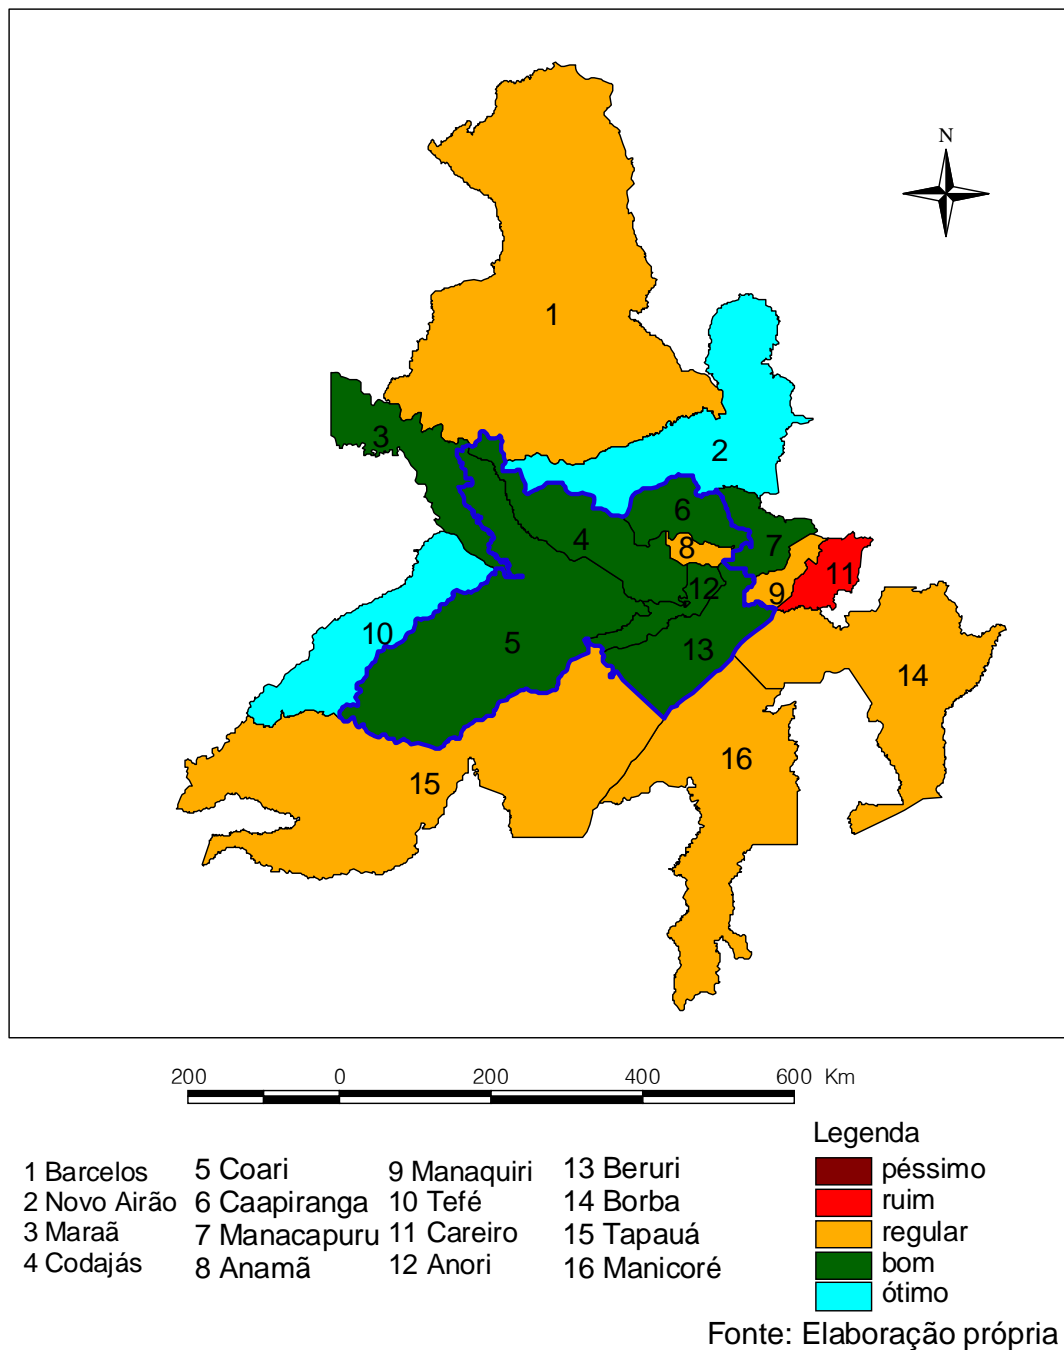 N
1
2
3
6
4
7
8
11
12
9
10
5
13
14
16
15
200 0 200 400 600 Km
Legenda
1 Barcelos
2 Novo Airão
3 Maraã
4 Codajás
5 Coari
6 Caapiranga
7 Manacapuru
8 Anamã
9 Manaquiri
10 Tefé
11 Careiro
12 Anori
13 Beruri
14 Borba
15 Tapauá
16 Manicoré
péssimo
ruim
regular
bom
ótimo
Fonte: Elaboração própria